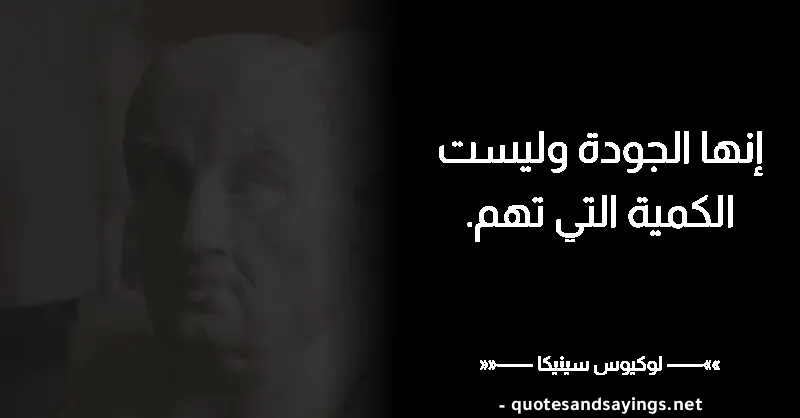 إنها الجودة وليست
الكمية التي تهم.
»»—— لوكيوس سينيكا ——««
- quotesandsayings.net